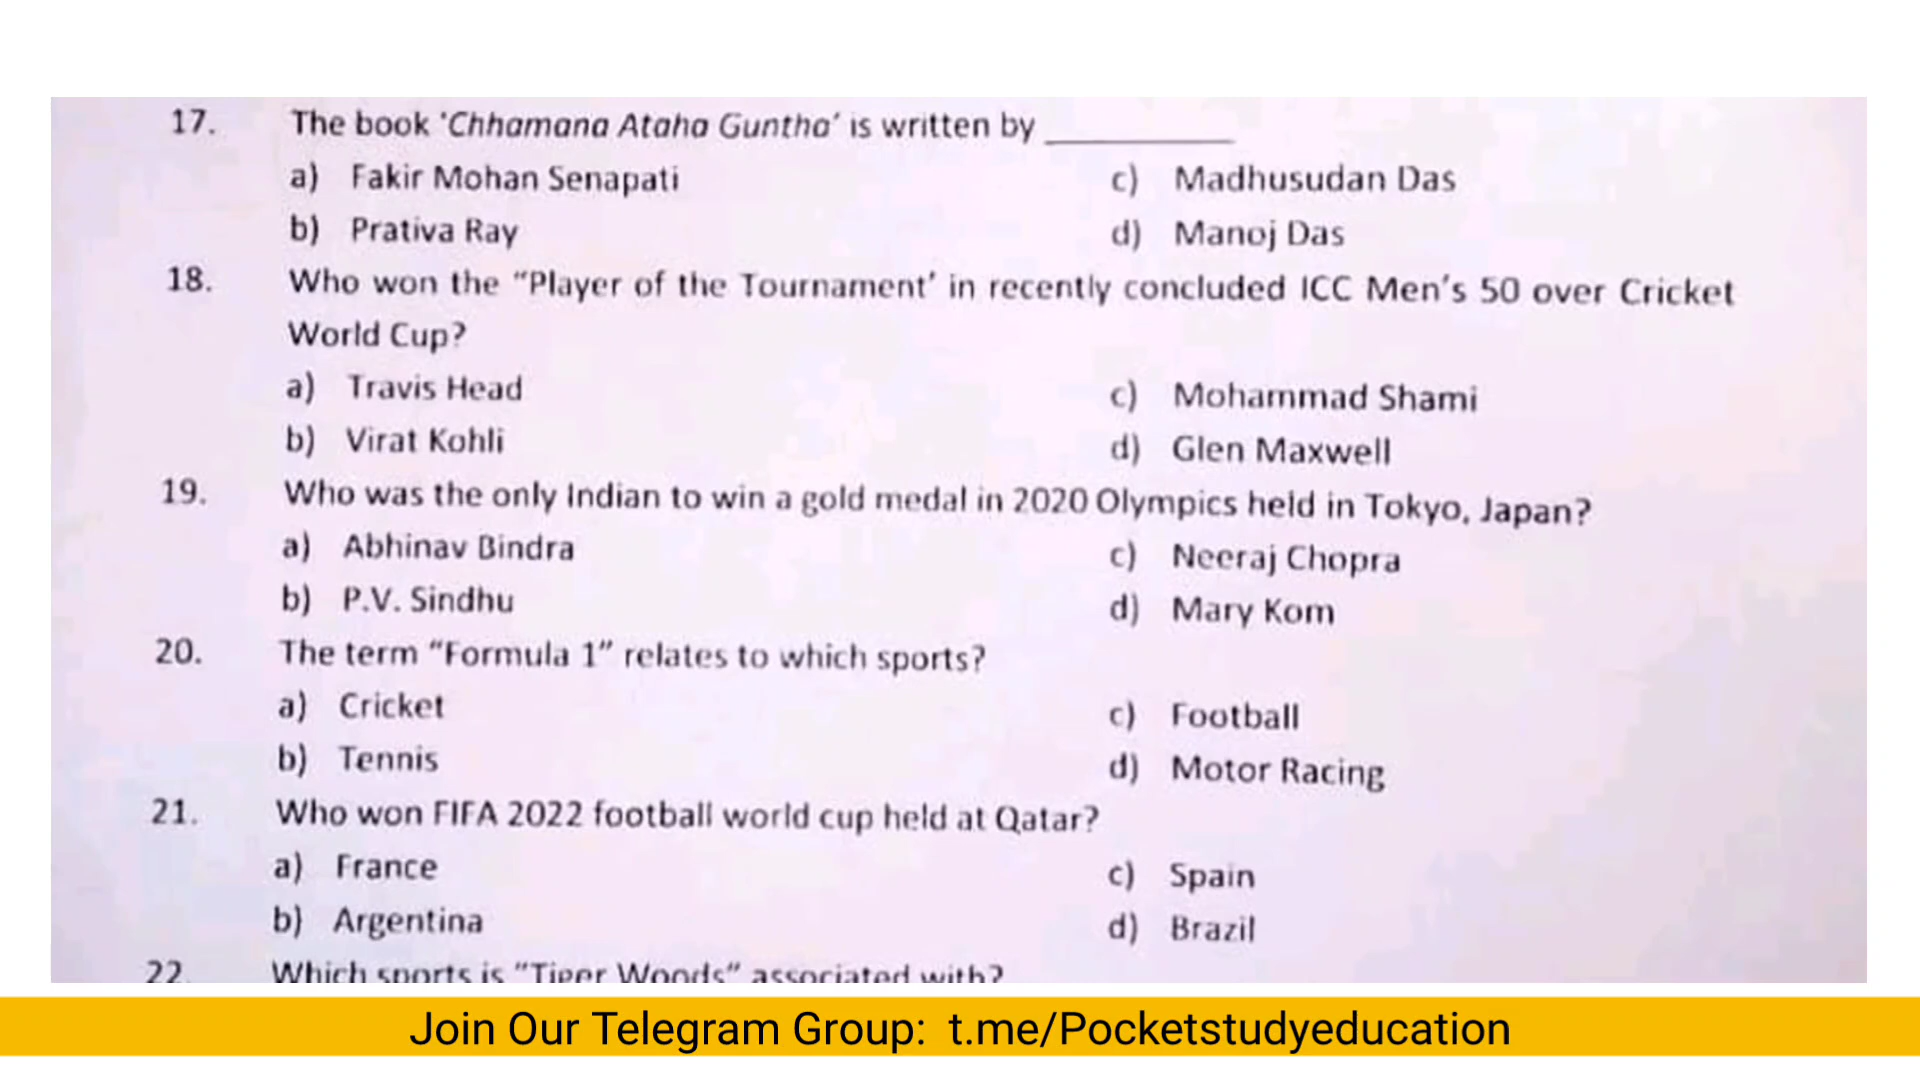 17. The book 'Chhamana Ataha Guntha' is written by ____________
a) Fakir Mohan Senapati c) Madhusudan Das
b) Prativa Ray d) Manoj Das
18. Who won the "Player of the Tournament' in recently concluded ICC Men's 50 over Cricket
World Cup?
a) Travis Head c) Mohammad Shami
b) Virat Kohli d) Glen Maxwell
19. Who was the only Indian to win a gold medal in 2020 Olympics held in Tokyo, Japan?
a) Abhinav Bindra c) Neeraj Chopra
b) P.V. Sindhu d) Mary Kom
20. The term "Formula 1" relates to which sports?
a) Cricket c) Football
b) Tennis d) Motor Racing
21. Who won FIFA 2022 football world cup held at Qatar?
a) France c) Spain
b) Argentina d) Brazil
22. Which sports is "Tiger Woods" associated with?
Join Our Telegram Group: t.me/Pocketstudyeducation